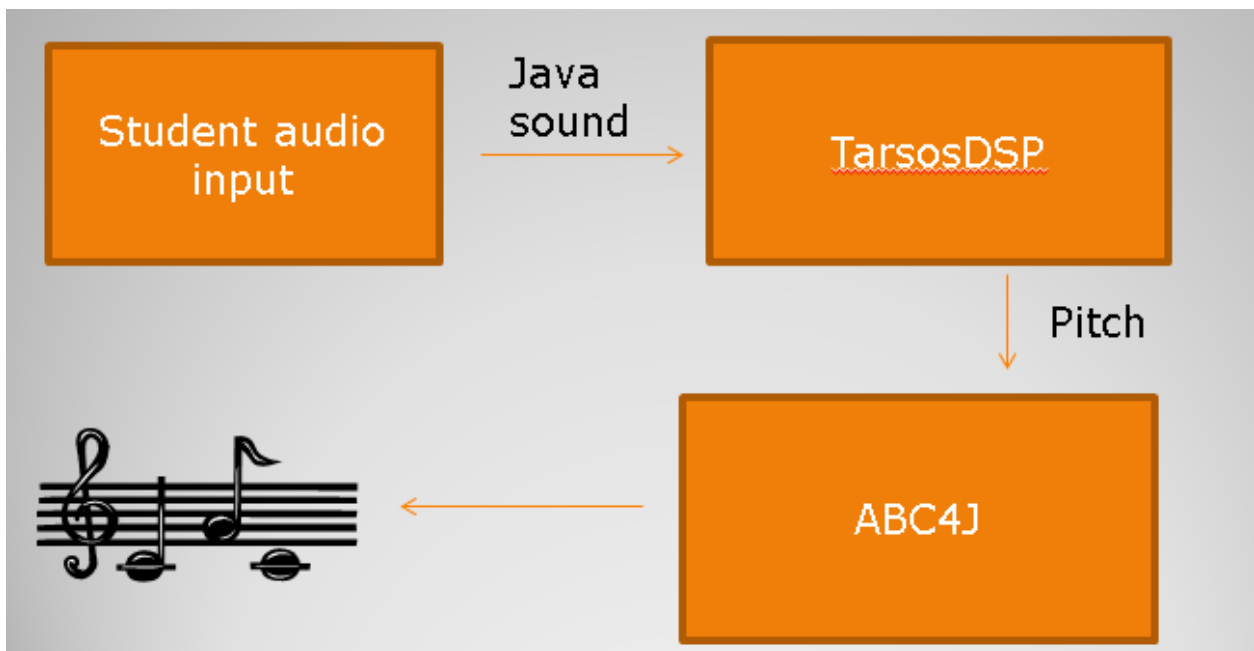 Student audio
input
Java
sound
TarsosDSP
Pitch
ABC4J